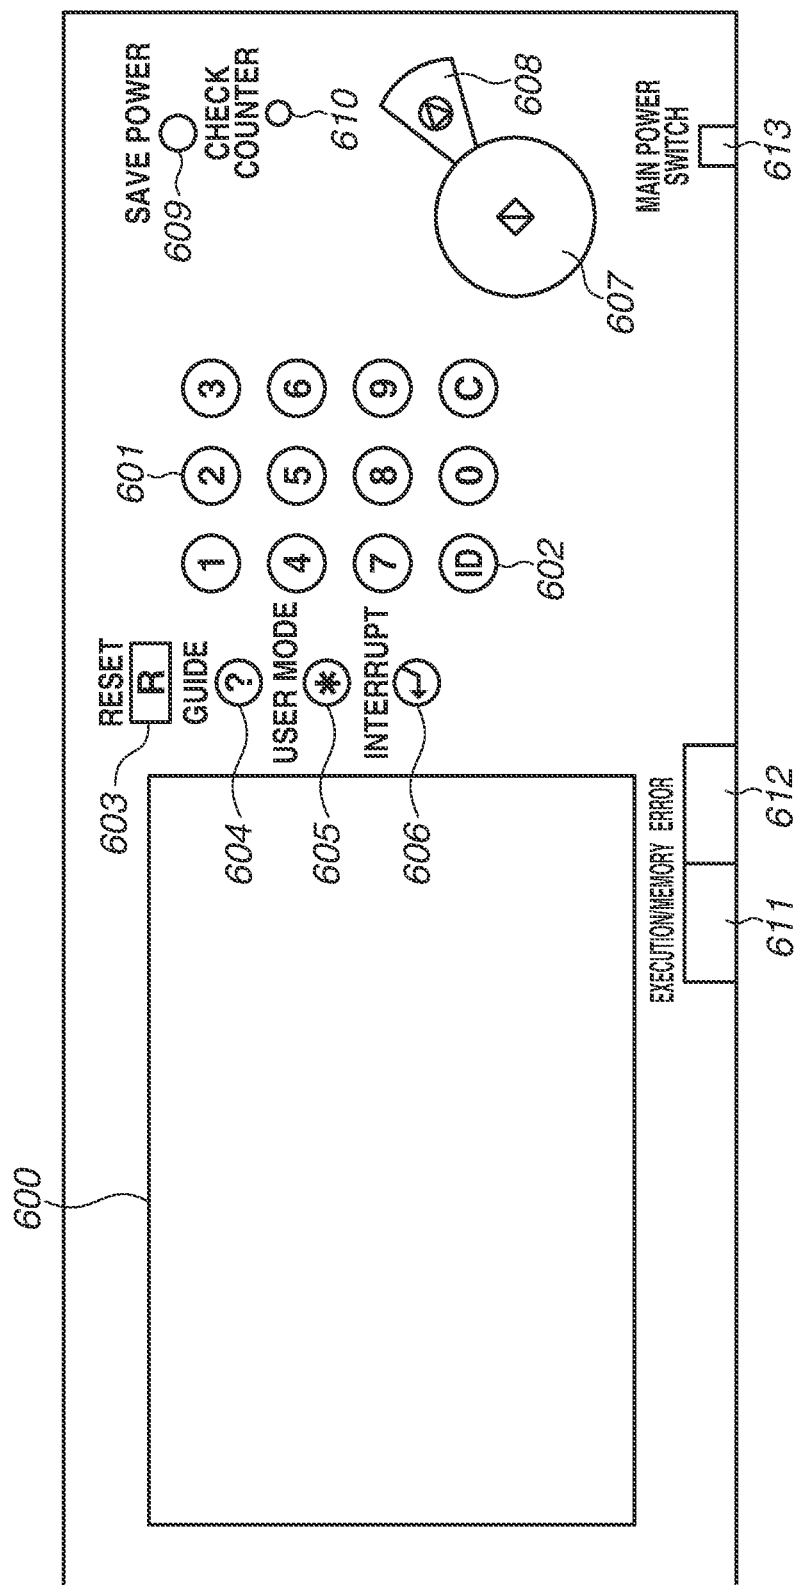 600
603
RESET
R
GUIDE
?
604
USER MODE
*
605
INTERRUPT
606
601
1 2 3
4 5 6
7 8 9
ID 0 C
602
SAVE POWER
609
CHECK
COUNTER
610
608
607
EXECUTION/MEMORY ERROR
611
612
MAIN POWER
SWITCH
613